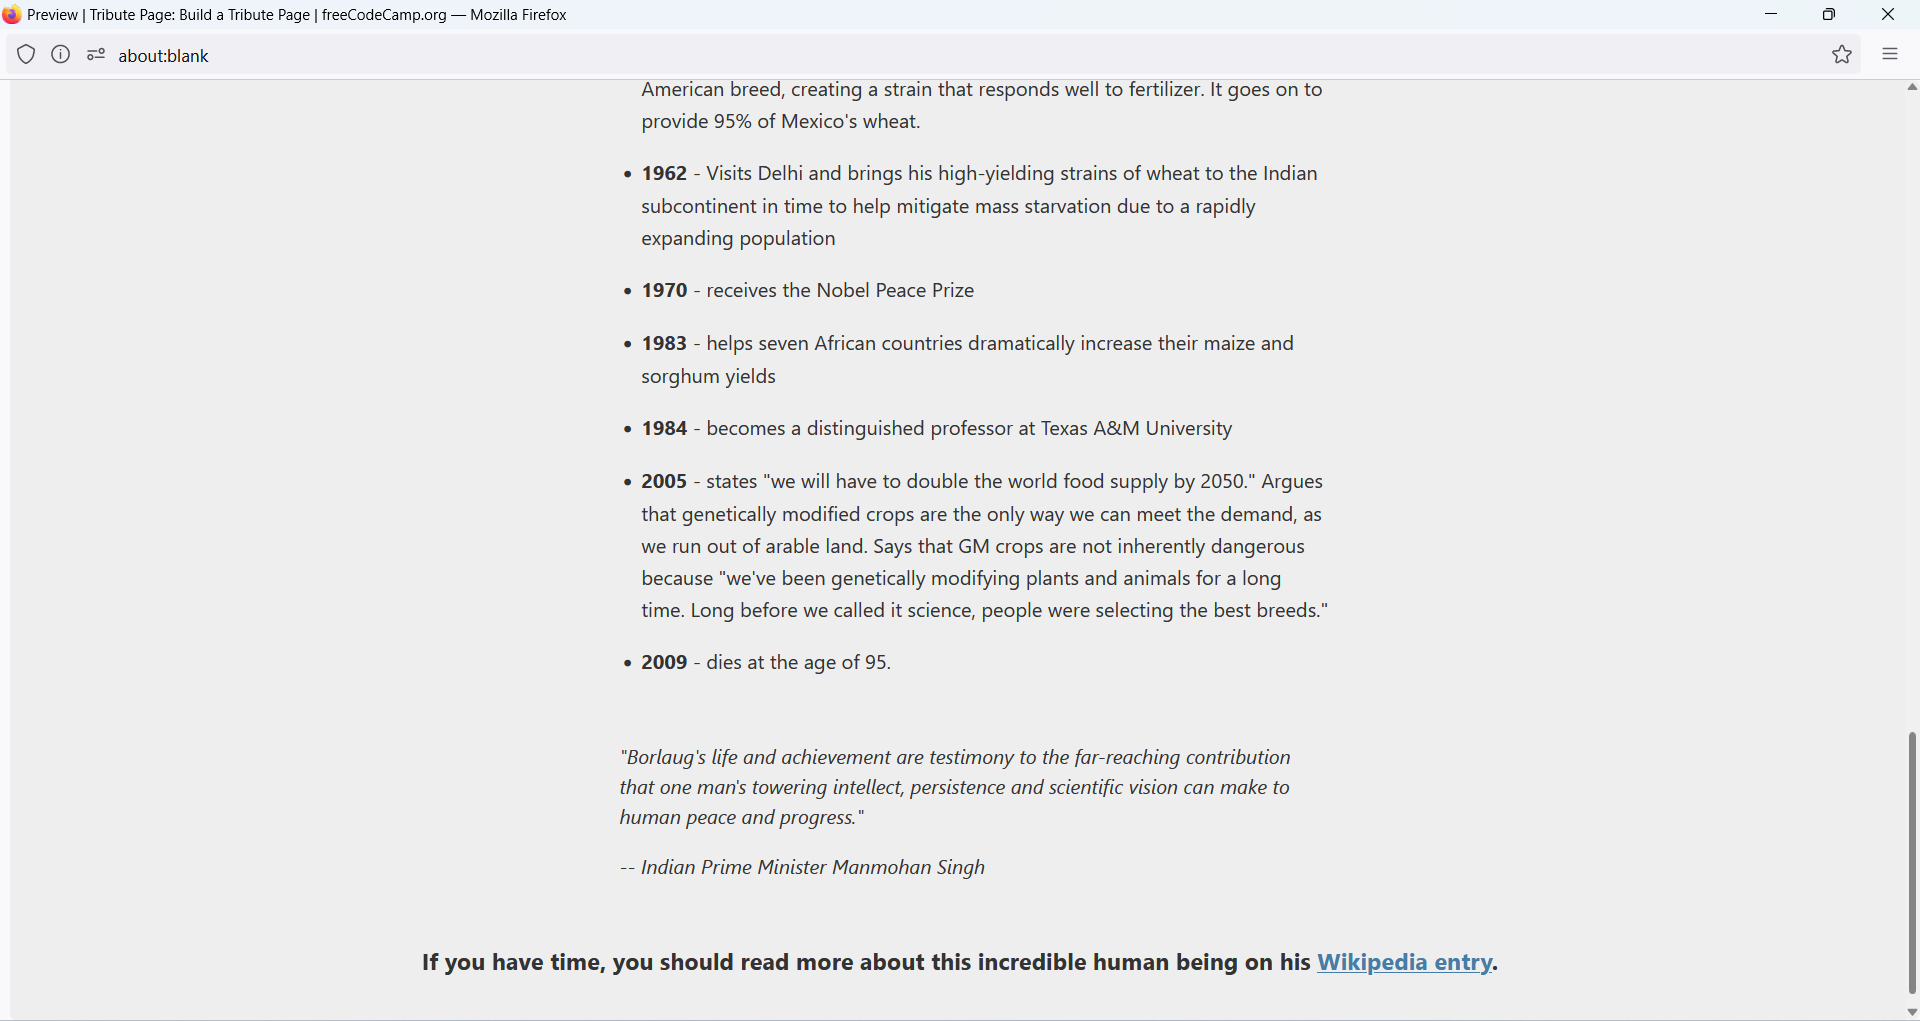 Preview | Tribute Page: Build a Tribute Page | freeCodeCamp.org — Mozilla Firefox
about:blank
American breed, creating a strain that responds well to fertilizer. It goes on to
provide 95% of Mexico's wheat.
• 1962 - Visits Delhi and brings his high-yielding strains of wheat to the Indian
subcontinent in time to help mitigate mass starvation due to a rapidly
expanding population
• 1970 - receives the Nobel Peace Prize
• 1983 - helps seven African countries dramatically increase their maize and
sorghum yields
• 1984 - becomes a distinguished professor at Texas A&M University
• 2005 - states "we will have to double the world food supply by 2050." Argues
that genetically modified crops are the only way we can meet the demand, as
we run out of arable land. Says that GM crops are not inherently dangerous
because "we've been genetically modifying plants and animals for a long
time. Long before we called it science, people were selecting the best breeds."
• 2009 - dies at the age of 95.
"Borlaug's life and achievement are testimony to the far-reaching contribution
that one man's towering intellect, persistence and scientific vision can make to
human peace and progress."
-- Indian Prime Minister Manmohan Singh
If you have time, you should read more about this incredible human being on his Wikipedia entry.